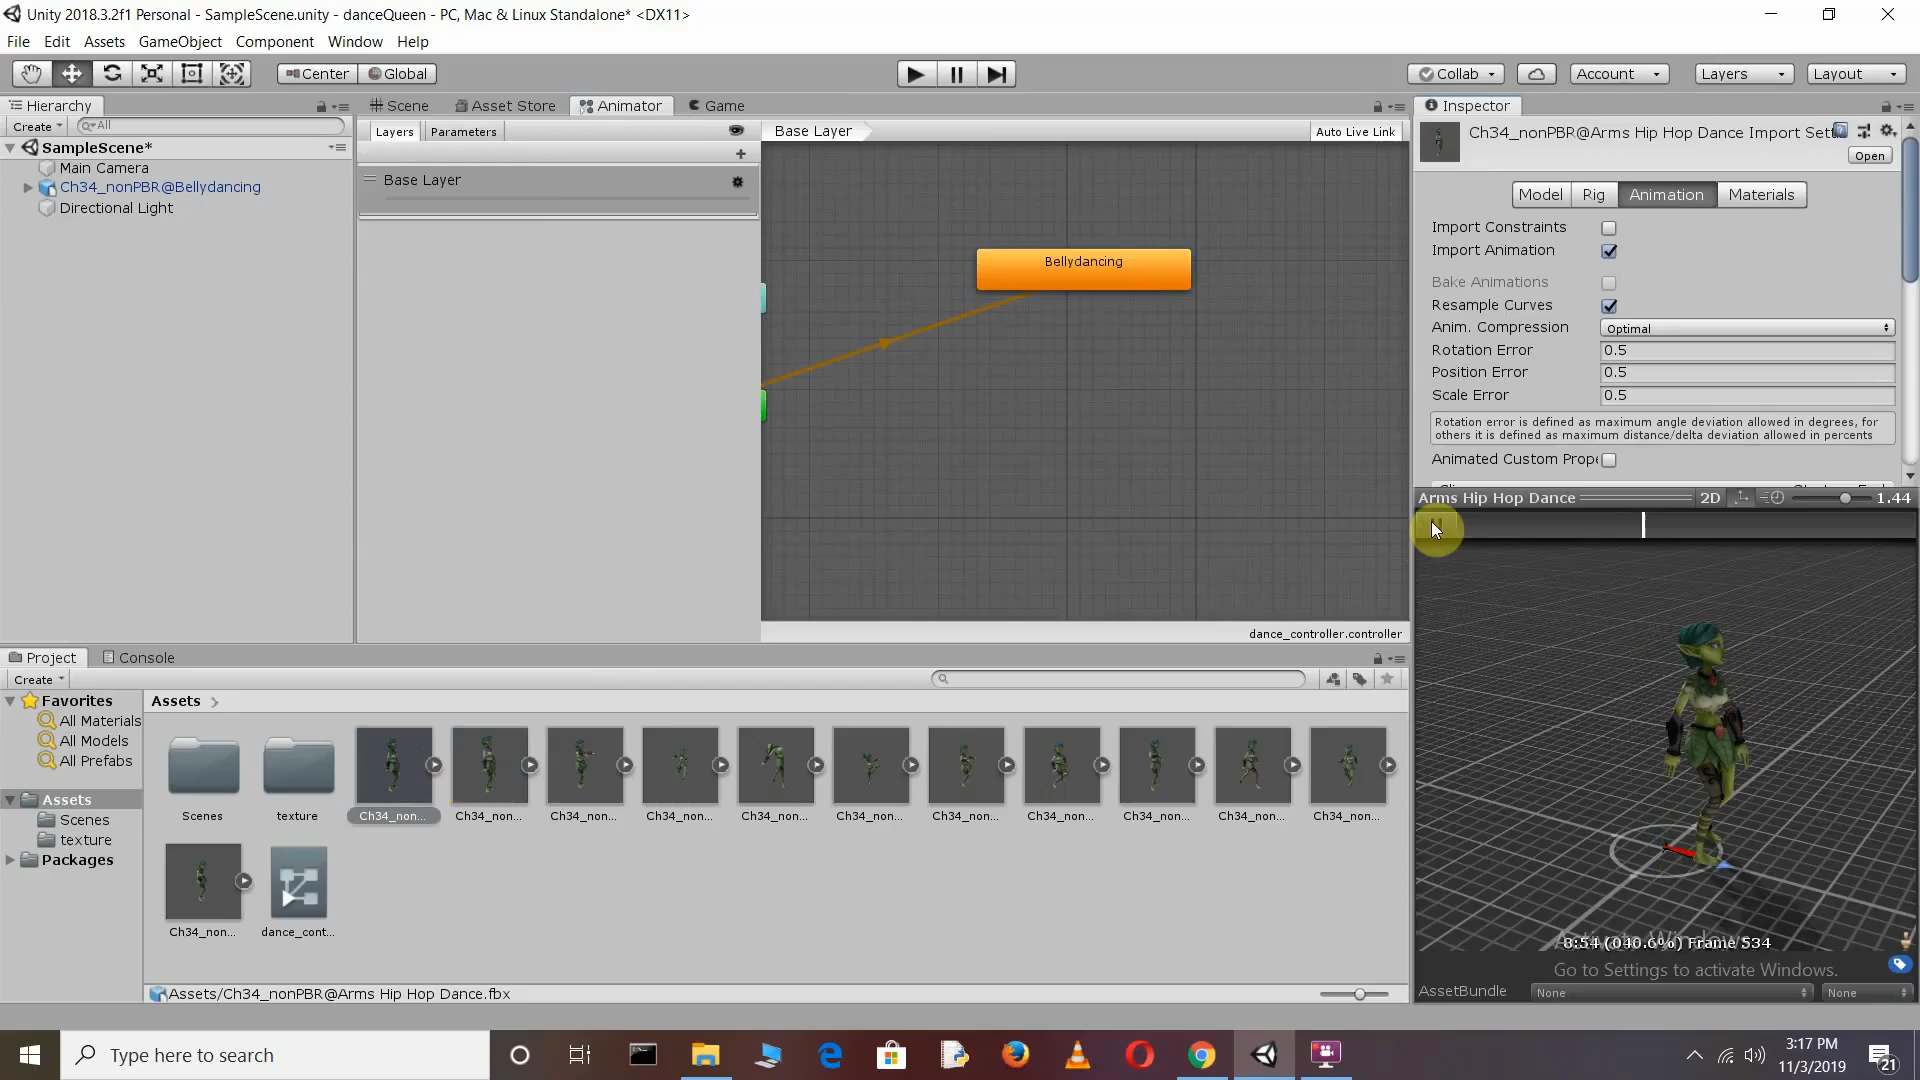 Unity 2018.3.2f1 Personal - SampleScene.unity - danceQueen - PC, Mac & Linux Standalone* <DX11>
File Edit Assets GameObject Component Window Help
Center Global
Collab Account Layers Layout
Hierarchy
Create All
SampleScene*
Main Camera
Ch34_nonPBR@Bellydancing
Directional Light
Scene Asset Store Animator Game
Layers Parameters
Base Layer
Auto Live Link
Base Layer
Bellydancing
dance_controller.controller
Inspector
Ch34_nonPBR@Arms Hip Hop Dance Import Sett
Open
Model Rig Animation Materials
Import Constraints
Import Animation
Bake Animations
Resample Curves
Anim. Compression Optimal
Rotation Error 0.5
Position Error 0.5
Scale Error 0.5
Rotation error is defined as maximum angle deviation allowed in degrees, for
others it is defined as maximum distance/delta deviation allowed in percents
Animated Custom Prope
Arms Hip Hop Dance 2D 1.44
8:54 (040.6%) Frame 534
Activate Windows
Go to Settings to activate Windows.
AssetBundle None None
Project Console
Create
Favorites
All Materials
All Models
All Prefabs
Assets
Scenes
texture
Packages
Assets
Scenes texture Ch34_non... Ch34_non... Ch34_non... Ch34_non... Ch34_non... Ch34_non... Ch34_non... Ch34_non... Ch34_non... Ch34_non... Ch34_non...
Ch34_non... dance_cont...
Assets/Ch34_nonPBR@Arms Hip Hop Dance.fbx
Type here to search
3:17 PM
11/3/2019
21